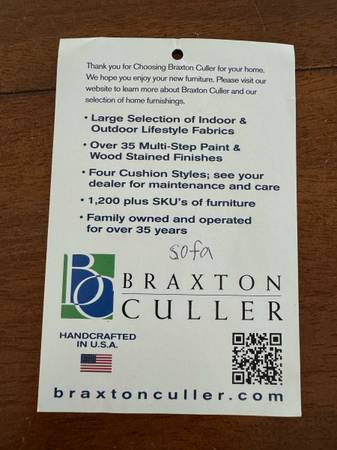 Thank you for Choosing Braxton Culler for your home.
We hope you enjoy your new furniture. Please visit our
website to learn more about Braxton Culler and our
selection of home furnishings.
• Large Selection of Indoor &
Outdoor Lifestyle Fabrics
• Over 35 Multi-Step Paint &
Wood Stained Finishes
• Four Cushion Styles; see your
dealer for maintenance and care
• 1,200 plus SKU's of furniture
• Family owned and operated
for over 35 years
sofa
BC
BRAXTON
CULLER
HANDCRAFTED
IN U.S.A.
braxtonculler.com